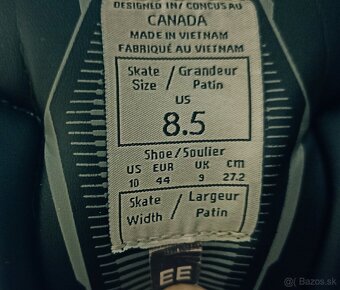 DESIGNED IN/CONÇUS AU
CANADA
MADE IN VIETNAM
FABRIQUÉ AU VIETNAM
Skate / Grandeur
Size / Patin
US
8.5
Shoe/Soulier
US EUR UK cm
10 44 9 27.2
Skate / Largeur
Width / Patin
EE
Bazos.sk